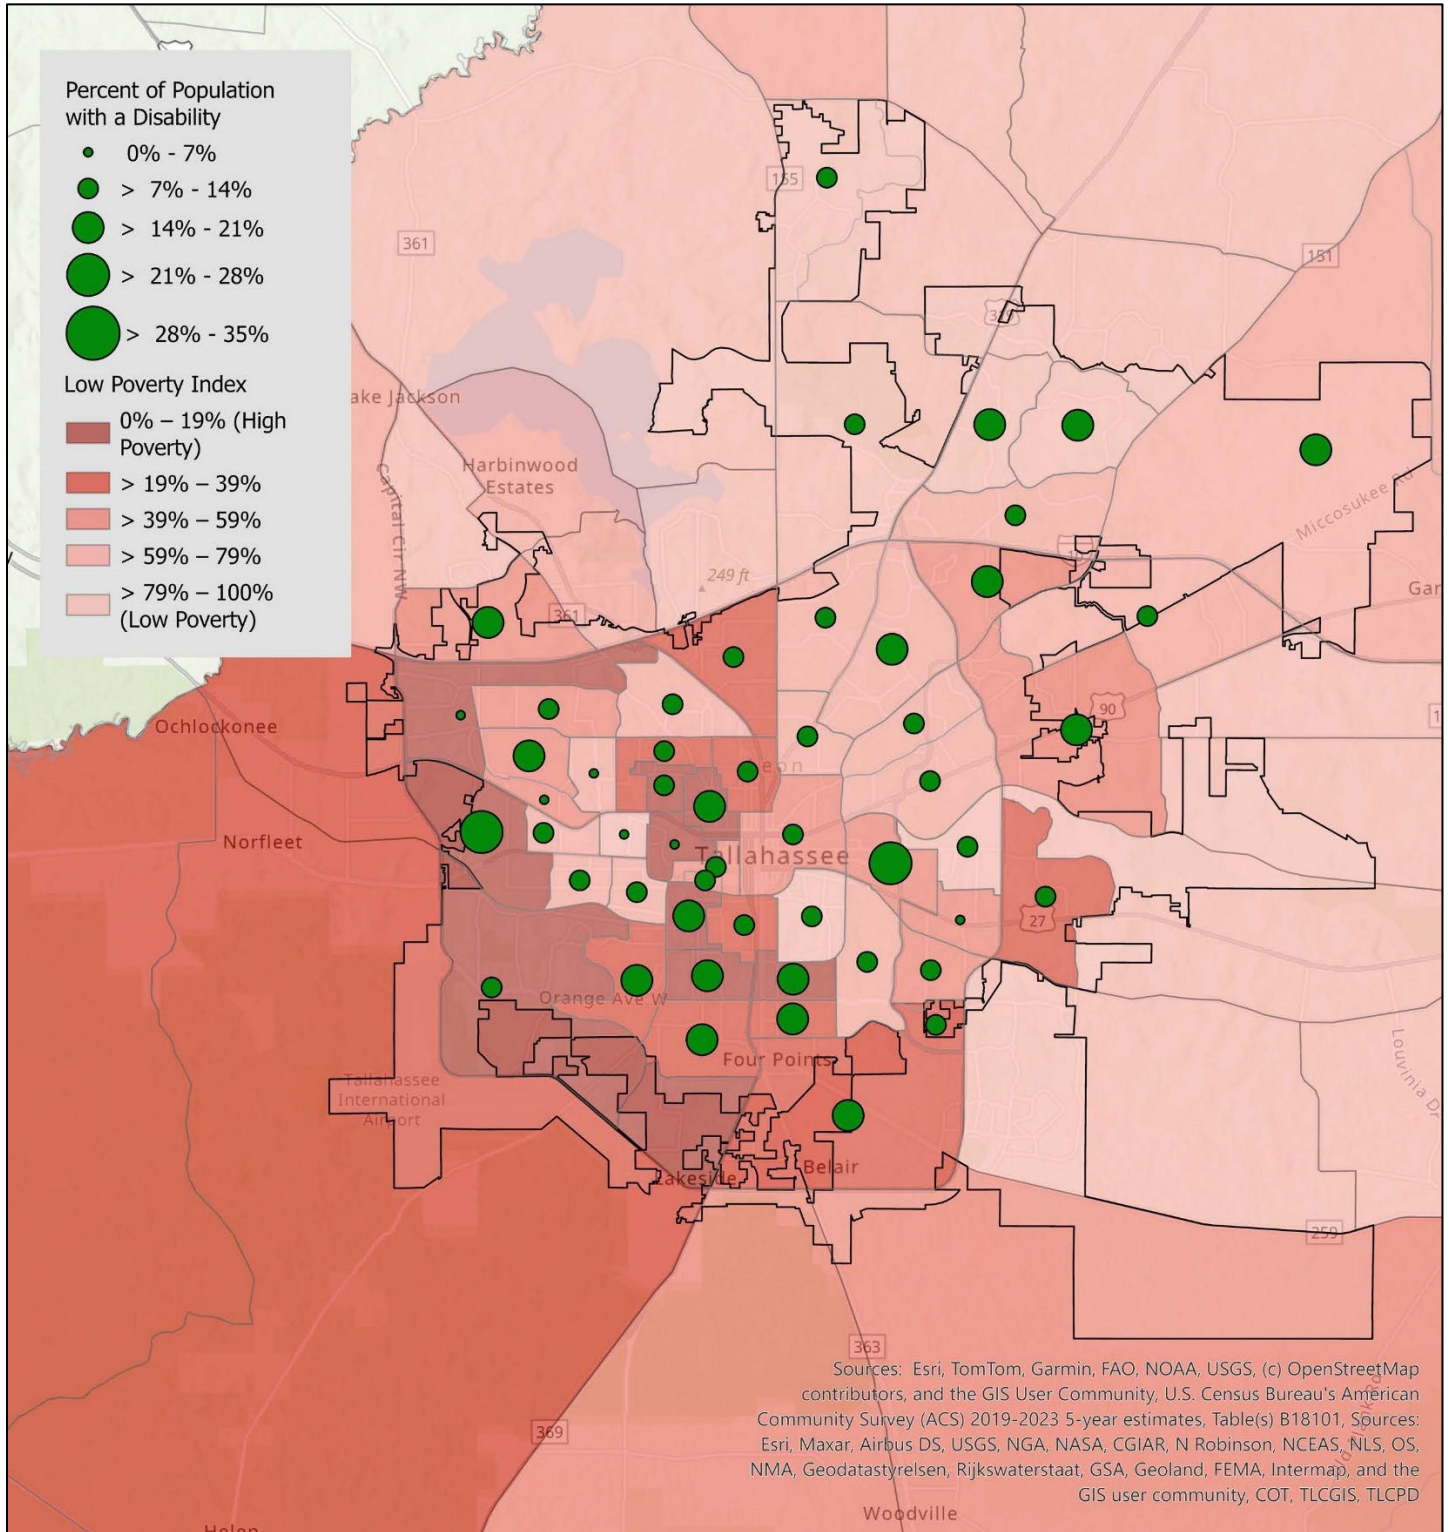 Percent of Population
with a Disability
0% - 7%
> 7% - 14%
> 14% - 21%
> 21% - 28%
> 28% - 35%
Low Poverty Index
0% – 19% (High
Poverty)
> 19% – 39%
> 39% – 59%
> 59% – 79%
> 79% – 100%
(Low Poverty)
155
361
151
319
ake Jackson
Harbinwood
Estates
Capital Cir NW
Miccosukee Rd
10
249 ft
361
Gar
Ochlockonee
90
1
Leon
Norfleet
Tallahassee
27
Orange Ave W
Four Points
Tallahassee
International
Airport
Louvinia Dr
Lakeside
Belair
259
363
369
Sources: Esri, TomTom, Garmin, FAO, NOAA, USGS, (c) OpenStreetMap
contributors, and the GIS User Community, U.S. Census Bureau's American
Community Survey (ACS) 2019-2023 5-year estimates, Table(s) B18101, Sources:
Esri, Maxar, Airbus DS, USGS, NGA, NASA, CGIAR, N Robinson, NCEAS, NLS, OS,
NMA, Geodatastyrelsen, Rijkswaterstaat, GSA, Geoland, FEMA, Intermap, and the
GIS user community, COT, TLCGIS, TLCPD
Woodville